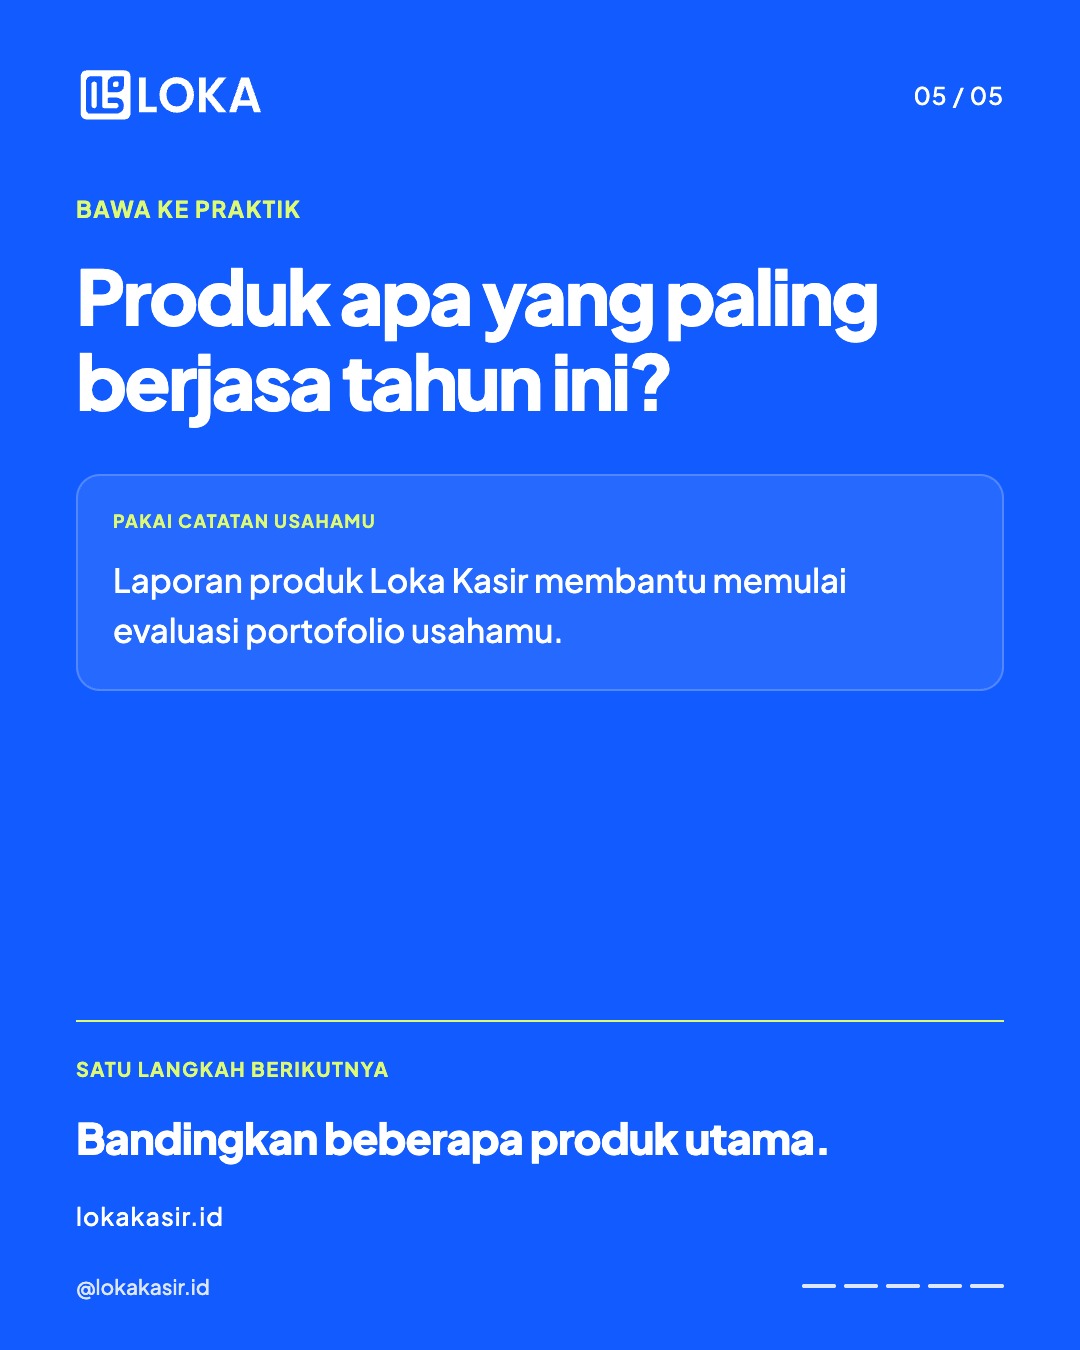 LOKA
05 / 05
BAWA KE PRAKTIK
Produk apa yang paling
berjasa tahun ini?
PAKAI CATATAN USAHAMU
Laporan produk Loka Kasir membantu memulai
evaluasi portofolio usahamu.
SATU LANGKAH BERIKUTNYA
Bandingkan beberapa produk utama.
lokakasir.id
@lokakasir.id